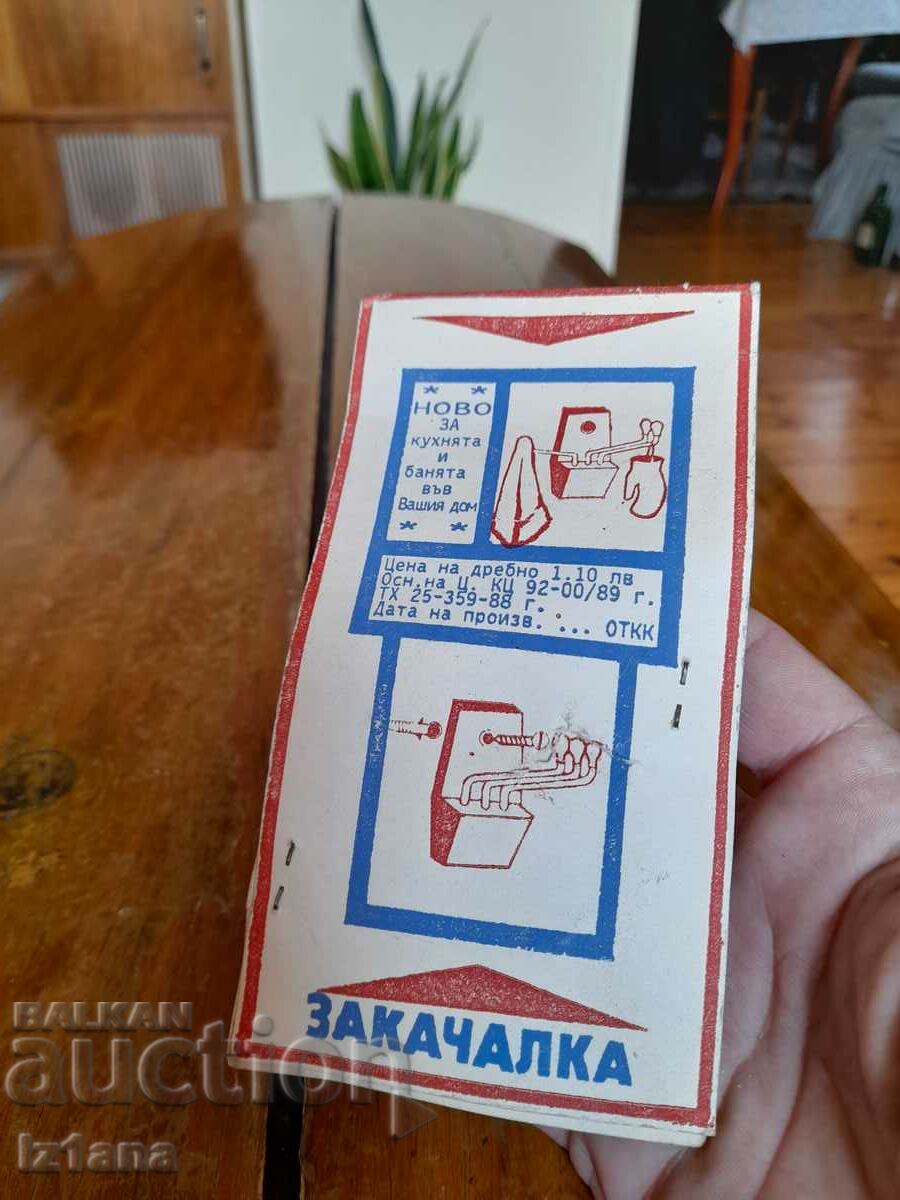 НОВО
ЗА
кухнята
и
банята
във
Вашия дом
Цена на дребно 1.10 лв
Осн.на Ц. КЦ 92-00/89 г.
ТХ 25-359-88 г.
Дата на произв. ... ОТКК
ЗАКАЧАЛКА
BALKAN
auction
iz1ana